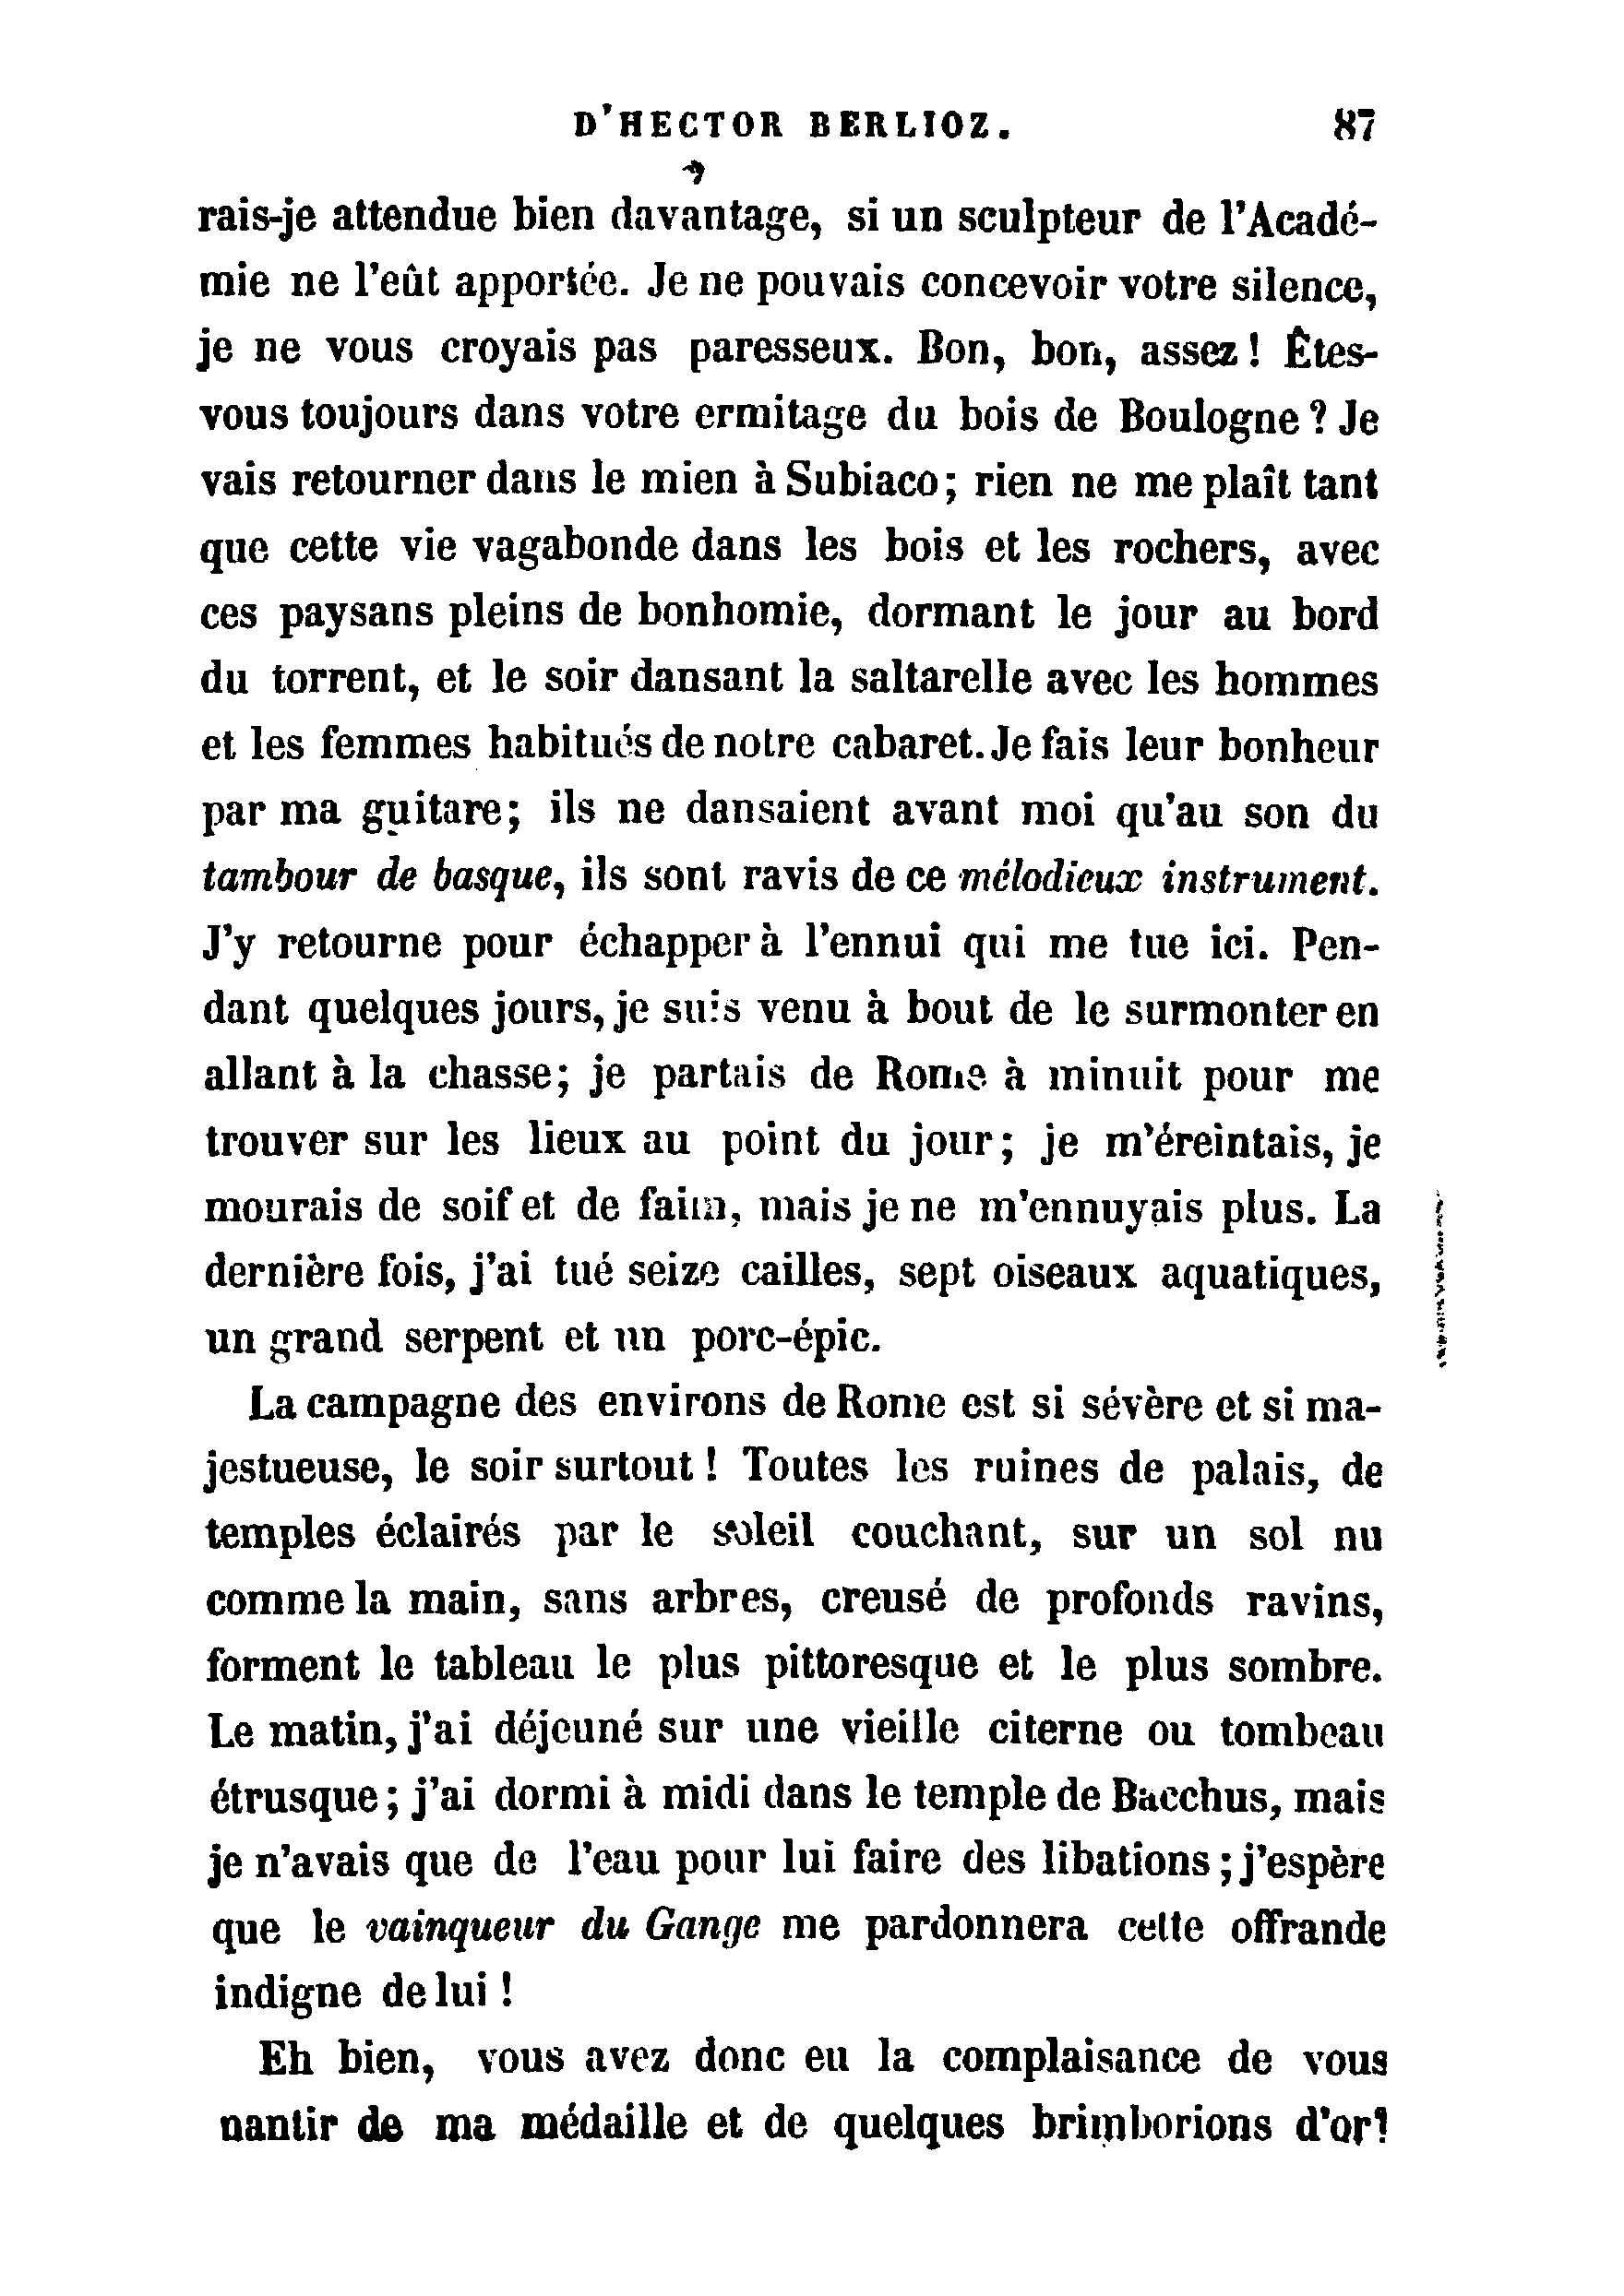 D'HECTOR BERLIOZ. 87
rais-je attendue bien davantage, si un sculpteur de l'Acadé-
mie ne l'eût apportée. Je ne pouvais concevoir votre silence,
je ne vous croyais pas paresseux. Bon, bon, assez ! Êtes-
vous toujours dans votre ermitage du bois de Boulogne ? Je
vais retourner dans le mien à Subiaco ; rien ne me plaît tant
que cette vie vagabonde dans les bois et les rochers, avec
ces paysans pleins de bonhomie, dormant le jour au bord
du torrent, et le soir dansant la saltarelle avec les hommes
et les femmes habitués de notre cabaret. Je fais leur bonheur
par ma guitare ; ils ne dansaient avant moi qu'au son du
tambour de basque, ils sont ravis de ce mélodieux instrument.
J'y retourne pour échapper à l'ennui qui me tue ici. Pen-
dant quelques jours, je suis venu à bout de le surmonter en
allant à la chasse ; je partais de Rome à minuit pour me
trouver sur les lieux au point du jour ; je m'éreintais, je
mourais de soif et de faim, mais je ne m'ennuyais plus. La
dernière fois, j'ai tué seize cailles, sept oiseaux aquatiques,
un grand serpent et un porc-épic.
La campagne des environs de Rome est si sévère et si ma-
jestueuse, le soir surtout ! Toutes les ruines de palais, de
temples éclairés par le soleil couchant, sur un sol nu
comme la main, sans arbres, creusé de profonds ravins,
forment le tableau le plus pittoresque et le plus sombre.
Le matin, j'ai déjeuné sur une vieille citerne ou tombeau
étrusque ; j'ai dormi à midi dans le temple de Bacchus, mais
je n'avais que de l'eau pour lui faire des libations ; j'espère
que le vainqueur du Gange me pardonnera cette offrande
indigne de lui !
Eh bien, vous avez donc eu la complaisance de vous
nantir de ma médaille et de quelques brimborions d'or !